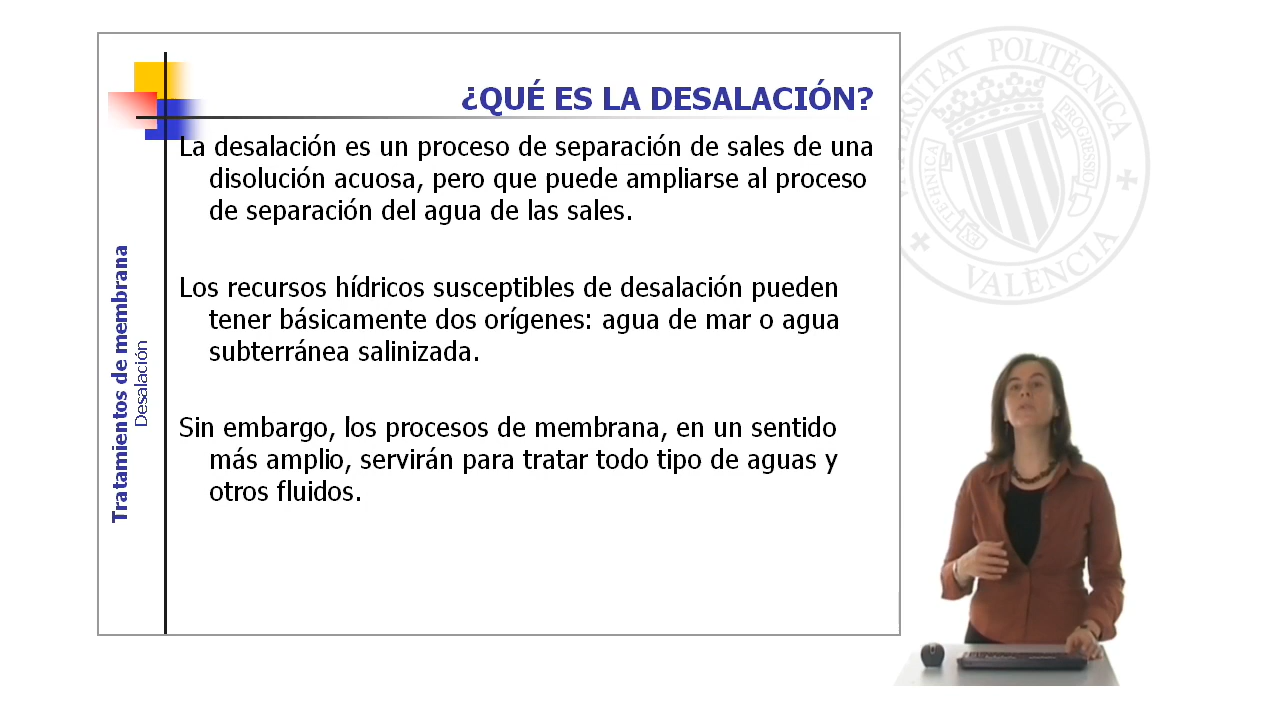 ¿QUÉ ES LA DESALACIÓN?
La desalación es un proceso de separación de sales de una
disolución acuosa, pero que puede ampliarse al proceso
de separación del agua de las sales.
Los recursos hídricos susceptibles de desalación pueden
tener básicamente dos orígenes: agua de mar o agua
subterránea salinizada.
Sin embargo, los procesos de membrana, en un sentido
más amplio, servirán para tratar todo tipo de aguas y
otros fluidos.
Tratamientos de membrana
Desalación
POLITÈCNICA
VALÈNCIA
EX
TECHNICA
PROGRESSIO